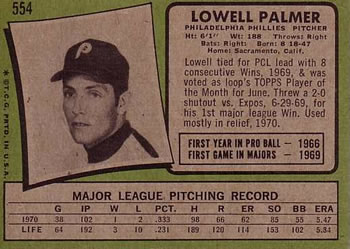 554
LOWELL PALMER
PHILADELPHIA PHILLIES PITCHER
Ht: 6'1" Wt: 188 Throws: Right
Bats: Right Born: 8 18-47
Home: Sacramento, Calif.
Lowell tied for PCL lead with 8
consecutive Wins, 1969, & was
voted as loop's TOPPS Player of
the Month for June. Threw a 2-0
shutout vs. Expos, 6-29-69, for
his 1st major league Win. Used
mostly in relief, 1970.
FIRST YEAR IN PRO BALL — 1966
FIRST GAME IN MAJORS — 1969
★©T.C.G. PRTD. IN U.S.A.
MAJOR LEAGUE PITCHING RECORD
G IP W L PCT. R H ER SO BB ERA
1970 38 102 1 2 .333 98 66 62 85 55 5.47
LIFE 64 192 3 10 .231 189 114 113 153 102 5.34